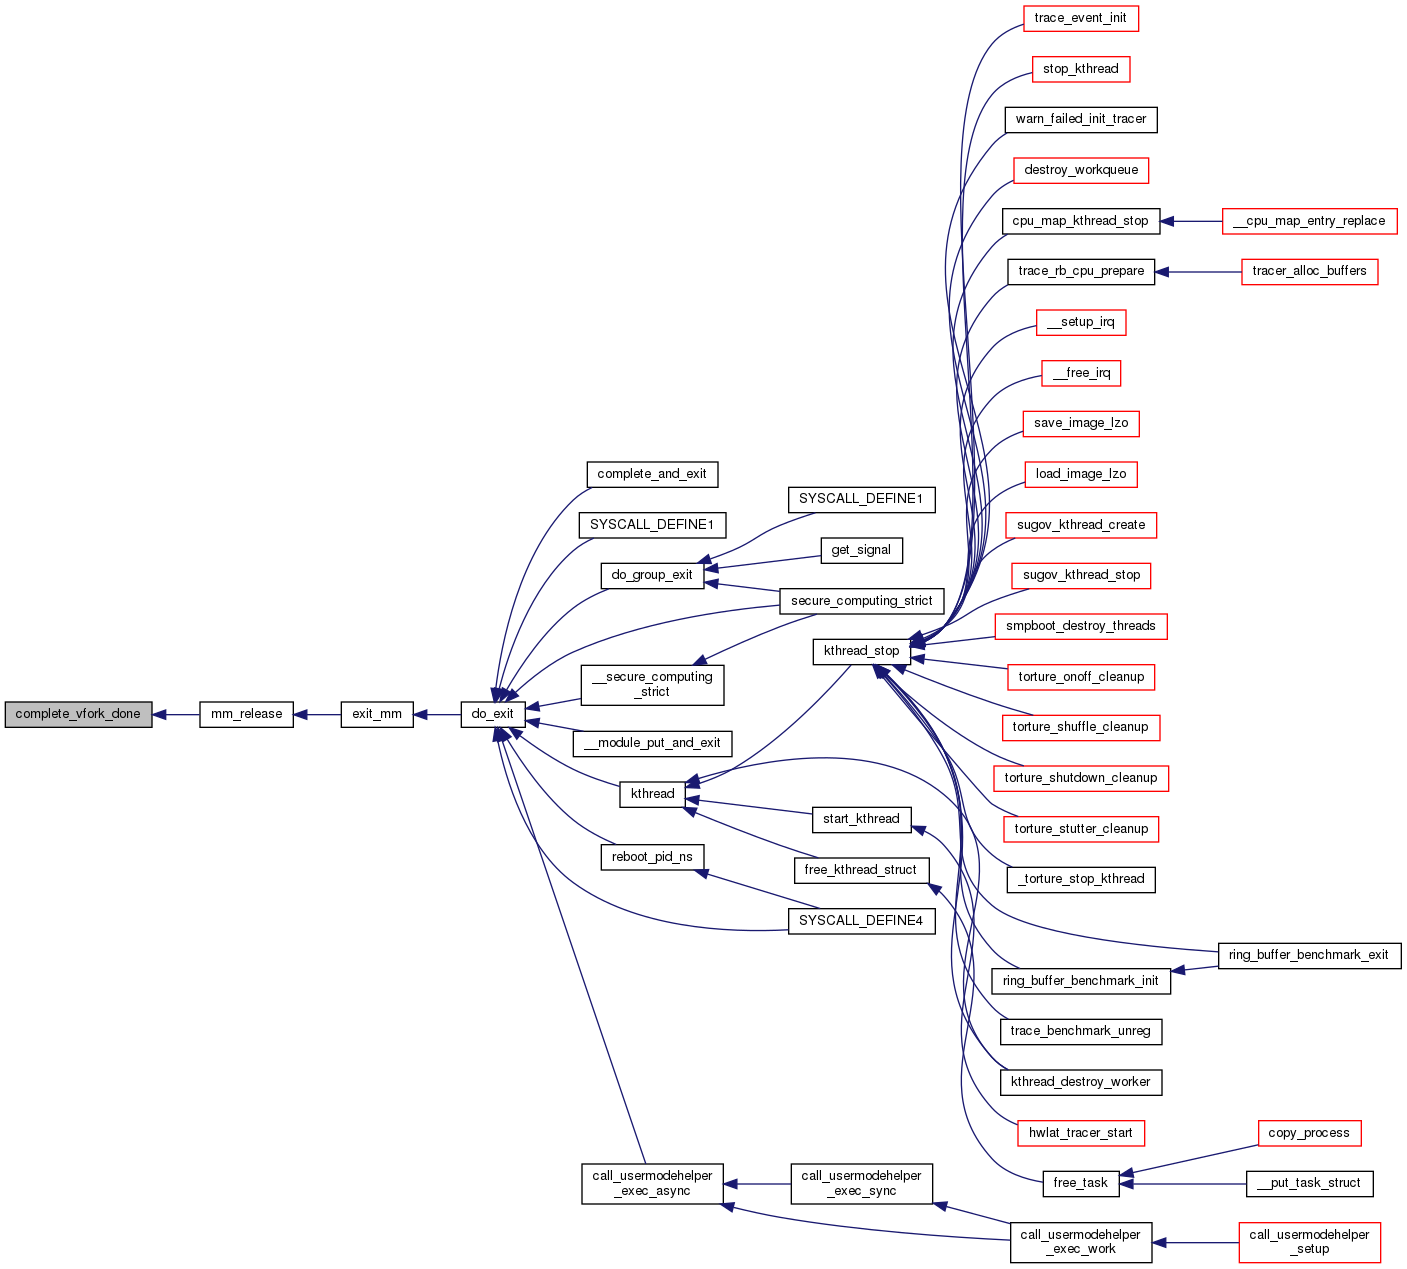 trace_event_init
stop_kthread
warn_failed_init_tracer
destroy_workqueue
cpu_map_kthread_stop
__cpu_map_entry_replace
trace_rb_cpu_prepare
tracer_alloc_buffers
__setup_irq
__free_irq
save_image_lzo
load_image_lzo
complete_and_exit
SYSCALL_DEFINE1
SYSCALL_DEFINE1
sugov_kthread_create
get_signal
do_group_exit
sugov_kthread_stop
secure_computing_strict
smpboot_destroy_threads
kthread_stop
__secure_computing
_strict
torture_onoff_cleanup
complete_vfork_done
mm_release
exit_mm
do_exit
torture_shuffle_cleanup
__module_put_and_exit
torture_shutdown_cleanup
kthread
start_kthread
torture_stutter_cleanup
reboot_pid_ns
free_kthread_struct
_torture_stop_kthread
SYSCALL_DEFINE4
ring_buffer_benchmark_exit
ring_buffer_benchmark_init
trace_benchmark_unreg
kthread_destroy_worker
hwlat_tracer_start
copy_process
call_usermodehelper
_exec_async
call_usermodehelper
_exec_sync
free_task
__put_task_struct
call_usermodehelper
_exec_work
call_usermodehelper
_setup